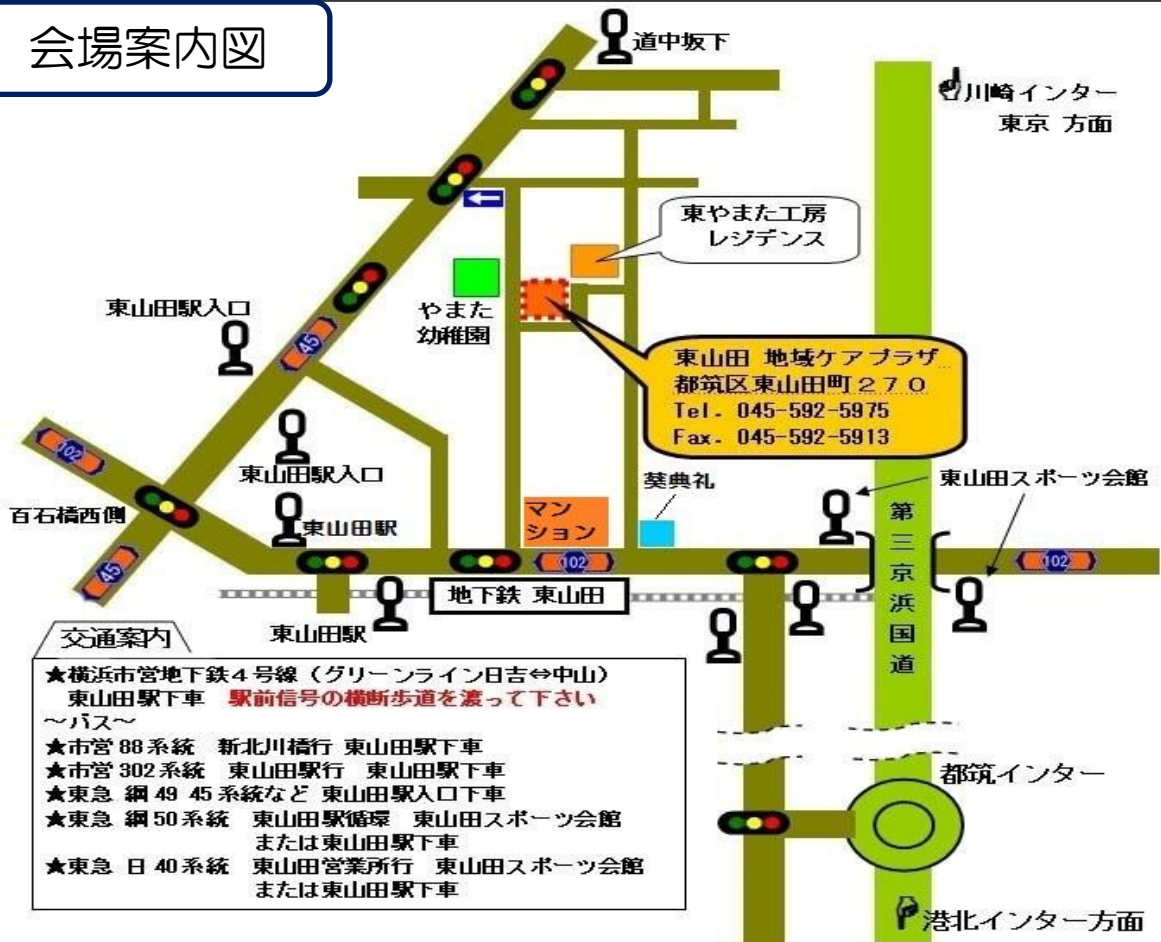 会場案内図
道中坂下
川崎インター
東京 方面
東やまた工房
レジデンス
東山田駅入口
45
やまた
幼稚園
東山田 地域ケアプラザ
都筑区東山田町270
Tel. 045-592-5975
Fax. 045-592-5913
102
東山田駅入口
葵典礼
東山田スポーツ会館
百石橋西側
東山田駅
マン
ション
第三京浜国道
45
102
102
地下鉄 東山田
東山田駅
交通案内
★横浜市営地下鉄4号線（グリーンライン日吉⇔中山）
東山田駅下車 駅前信号の横断歩道を渡って下さい
～バス～
★市営88系統 新北川橋行 東山田駅下車
★市営302系統 東山田駅行 東山田駅下車
★東急 綱49 45系統など 東山田駅入口下車
★東急 綱50系統 東山田駅循環 東山田スポーツ会館
または東山田駅下車
★東急 日40系統 東山田営業所行 東山田スポーツ会館
または東山田駅下車
都筑インター
港北インター方面